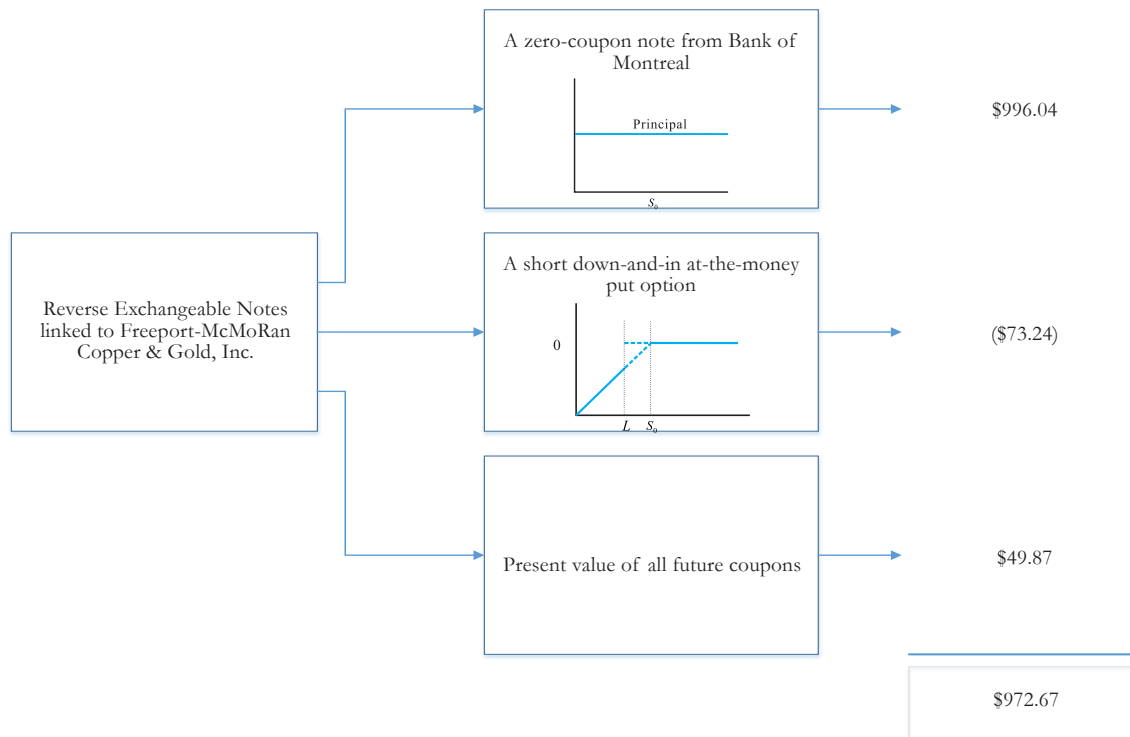 A zero-coupon note from Bank of
Montreal
Principal
S₀
$996.04
Reverse Exchangeable Notes
linked to Freeport-McMoRan
Copper & Gold, Inc.
A short down-and-in at-the-money
put option
0
L S₀
($73.24)
Present value of all future coupons
$49.87
$972.67